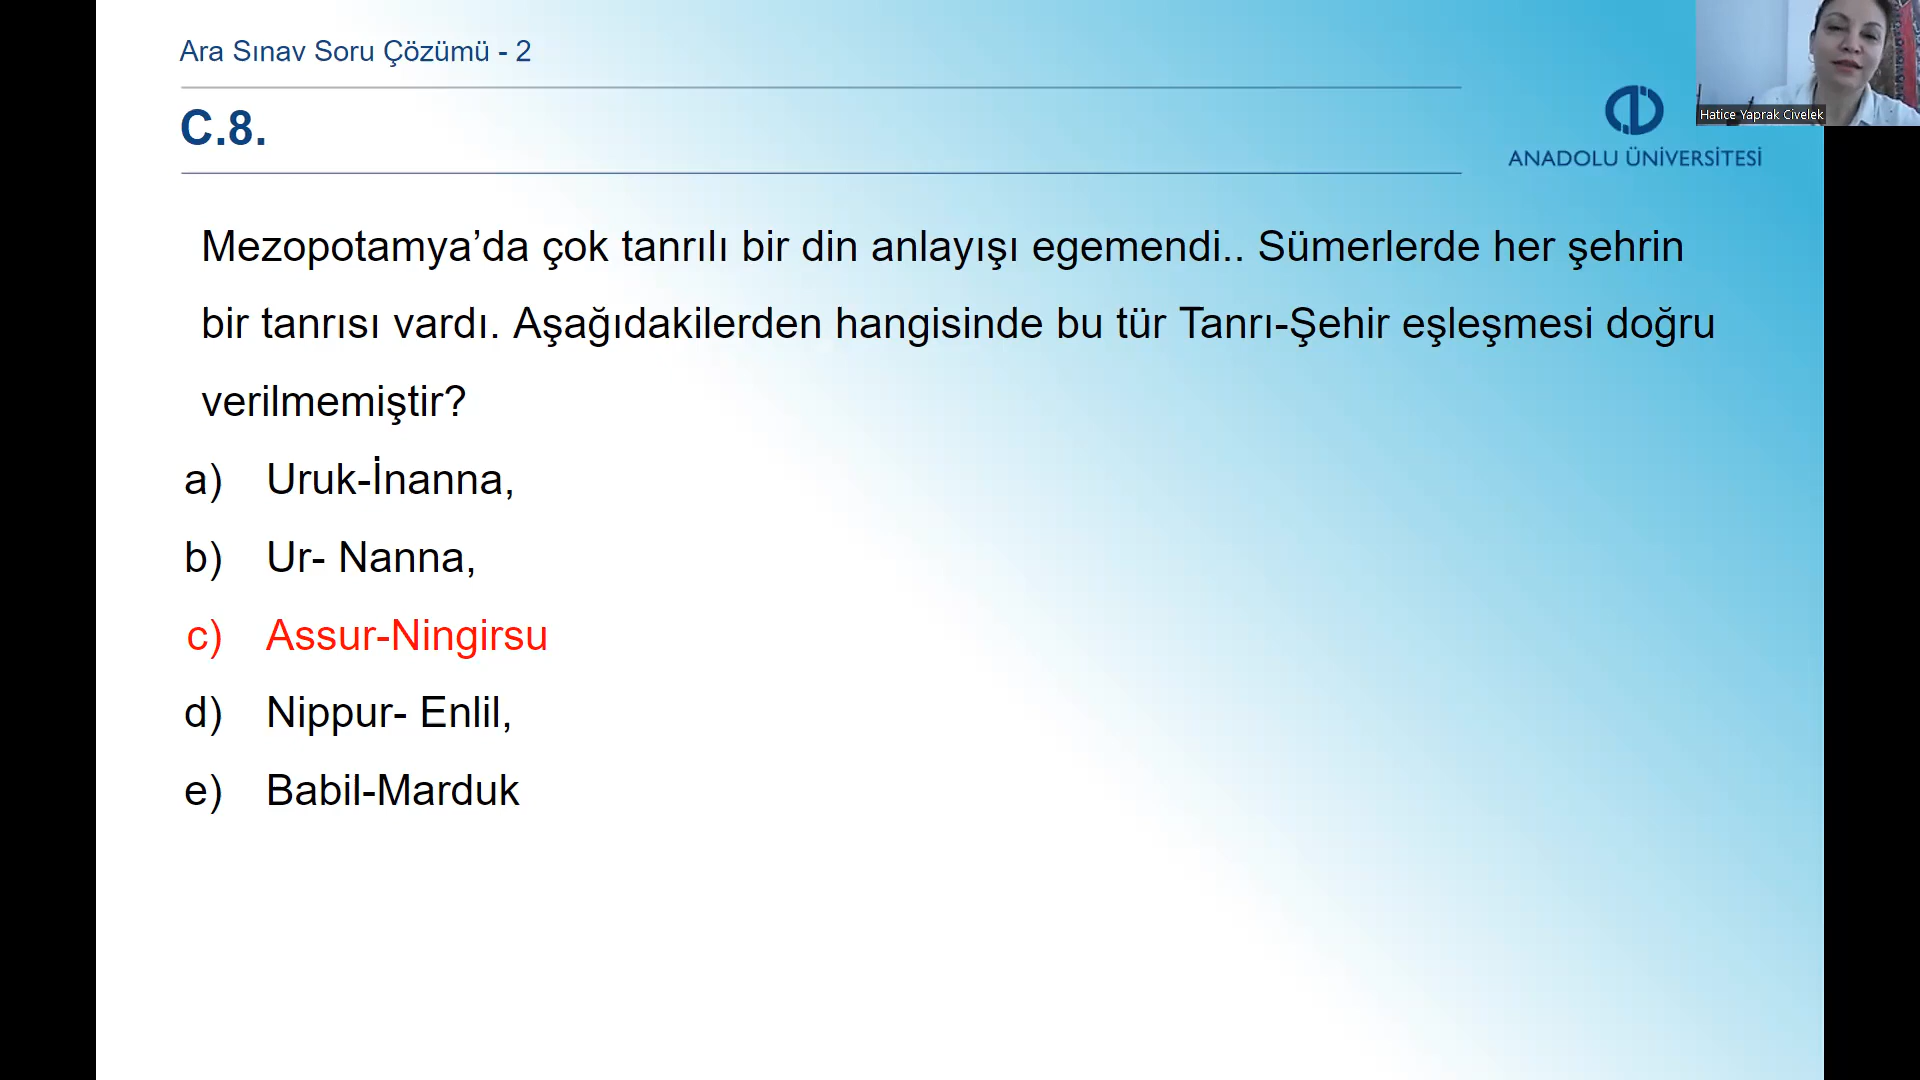 Ara Sınav Soru Çözümü - 2
C.8.
ANADOLU ÜNİVERSİTESİ
Hatice Yaprak Civelek
Mezopotamya’da çok tanrılı bir din anlayışı egemendi.. Sümerlerde her şehrin
bir tanrısı vardı. Aşağıdakilerden hangisinde bu tür Tanrı-Şehir eşleşmesi doğru
verilmemiştir?
a) Uruk-İnanna,
b) Ur- Nanna,
c) Assur-Ningirsu
d) Nippur- Enlil,
e) Babil-Marduk